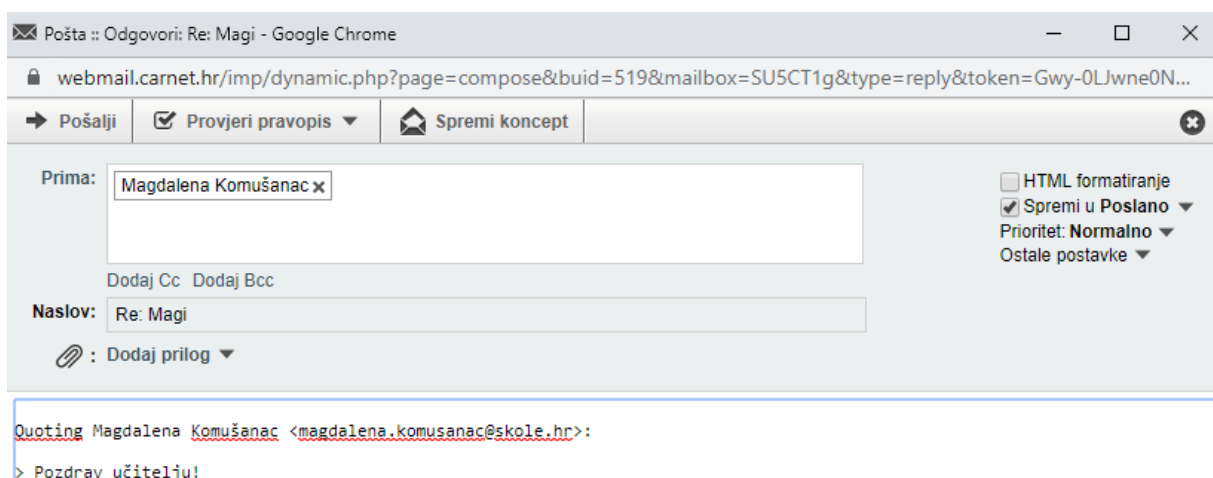 Pošta :: Odgovori: Re: Magi - Google Chrome
webmail.carnet.hr/imp/dynamic.php?page=compose&buid=519&mailbox=SU5CT1g&type=reply&token=Gwy-0LJwne0N...
Pošalji Provjeri pravopis Spremi koncept
Prima: Magdalena Komušanac
HTML formatiranje
Spremi u Poslano
Prioritet: Normalno
Ostale postavke
Dodaj Cc Dodaj Bcc
Naslov: Re: Magi
: Dodaj prilog
Quoting Magdalena Komušanac <magdalena.komusanac@skole.hr>:
> Pozdrav učitelju!